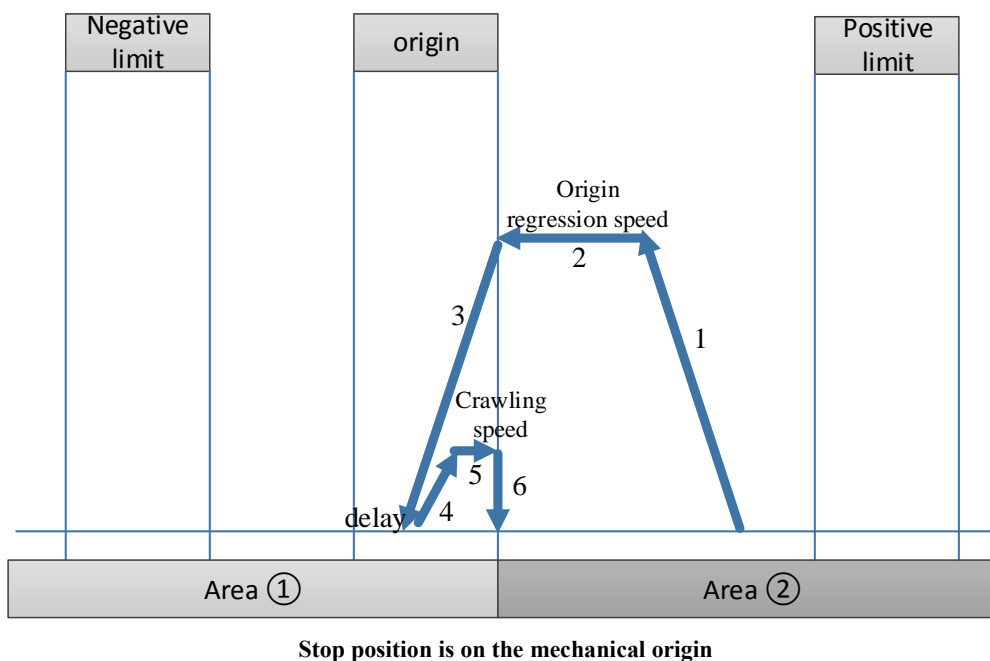 Negative
limit
origin
Positive
limit
Origin
regression speed
2
3
1
Crawling
speed
5
6
4
delay
Area ①
Area ②
Stop position is on the mechanical origin